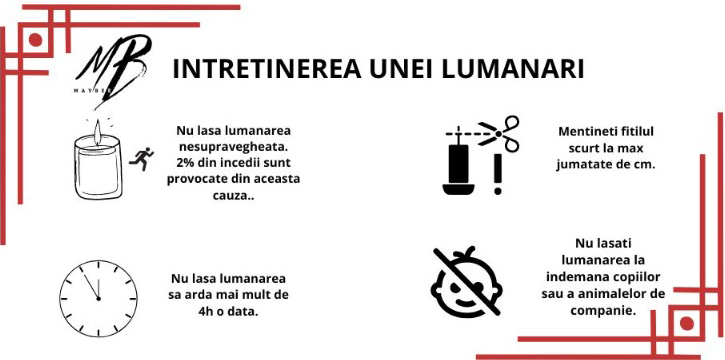 MB
INTRETINEREA UNEI LUMANARI
Nu lasa lumanarea
nesupravegheata.
2% din incedii sunt
provocate din aceasta
cauza..
Mentineti fitilul
scurt la max
jumatate de cm.
Nu lasa lumanarea
sa arda mai mult de
4h o data.
Nu lasati
lumanarea la
indemana copiilor
sau a animalelor de
companie.